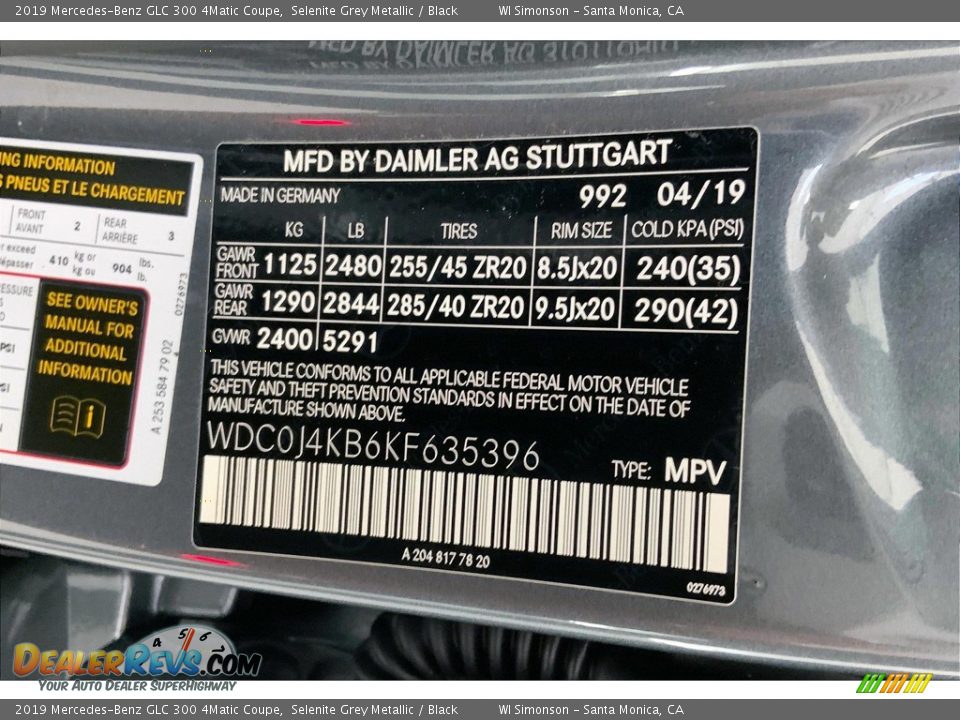 2019 Mercedes-Benz GLC 300 4Matic Coupe, Selenite Grey Metallic / Black WI Simonson - Santa Monica, CA
MFD BY DAIMLER AG STUTTGART
MADE IN GERMANY 992 04/19
KG LB TIRES RIM SIZE COLD KPA (PSI)
GAWR FRONT 1125 2480 255/45 ZR20 8.5Jx20 240(35)
GAWR REAR 1290 2844 285/40 ZR20 9.5Jx20 290(42)
GVWR 2400 5291
THIS VEHICLE CONFORMS TO ALL APPLICABLE FEDERAL MOTOR VEHICLE
SAFETY AND THEFT PREVENTION STANDARDS IN EFFECT ON THE DATE OF
MANUFACTURE SHOWN ABOVE.
WDC0J4KB6KF635396
TYPE: MPV
A 204 817 78 20
0276973
INFORMATION
PNEUS ET LE CHARGEMENT
FRONT AVANT 2 REAR ARRIÈRE 3
exceed 410 kg or kg ou 904 lbs. lb.
0276973
SEE OWNER'S
MANUAL FOR
ADDITIONAL
INFORMATION
A 253 584 79 02
DealerRevs.com
Your Auto Dealer SuperHighway
2019 Mercedes-Benz GLC 300 4Matic Coupe, Selenite Grey Metallic / Black WI Simonson - Santa Monica, CA